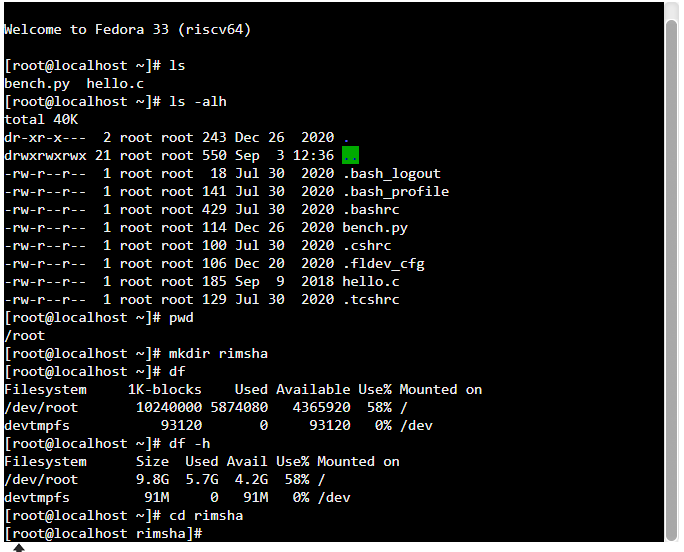 Welcome to Fedora 33 (riscv64)
[root@localhost ~]# ls
bench.py  hello.c
[root@localhost ~]# ls -alh
total 40K
dr-xr-x---  2 root root 243 Dec 26  2020 .
drwxrwxrwx 21 root root 550 Sep  3 12:36 ..
-rw-r--r--  1 root root  18 Jul 30  2020 .bash_logout
-rw-r--r--  1 root root 141 Jul 30  2020 .bash_profile
-rw-r--r--  1 root root 429 Jul 30  2020 .bashrc
-rw-r--r--  1 root root 114 Dec 26  2020 bench.py
-rw-r--r--  1 root root 100 Jul 30  2020 .cshrc
-rw-r--r--  1 root root 106 Dec 20  2020 .fldev_cfg
-rw-r--r--  1 root root 185 Sep  9  2018 hello.c
-rw-r--r--  1 root root 129 Jul 30  2020 .tcshrc
[root@localhost ~]# pwd
/root
[root@localhost ~]# mkdir rimsha
[root@localhost ~]# df
Filesystem     1K-blocks    Used Available Use% Mounted on
/dev/root       10240000 5874080   4365920  58% /
devtmpfs           93120       0     93120   0% /dev
[root@localhost ~]# df -h
Filesystem      Size  Used Avail Use% Mounted on
/dev/root       9.8G  5.7G  4.2G  58% /
devtmpfs         91M     0   91M   0% /dev
[root@localhost ~]# cd rimsha
[root@localhost rimsha]#